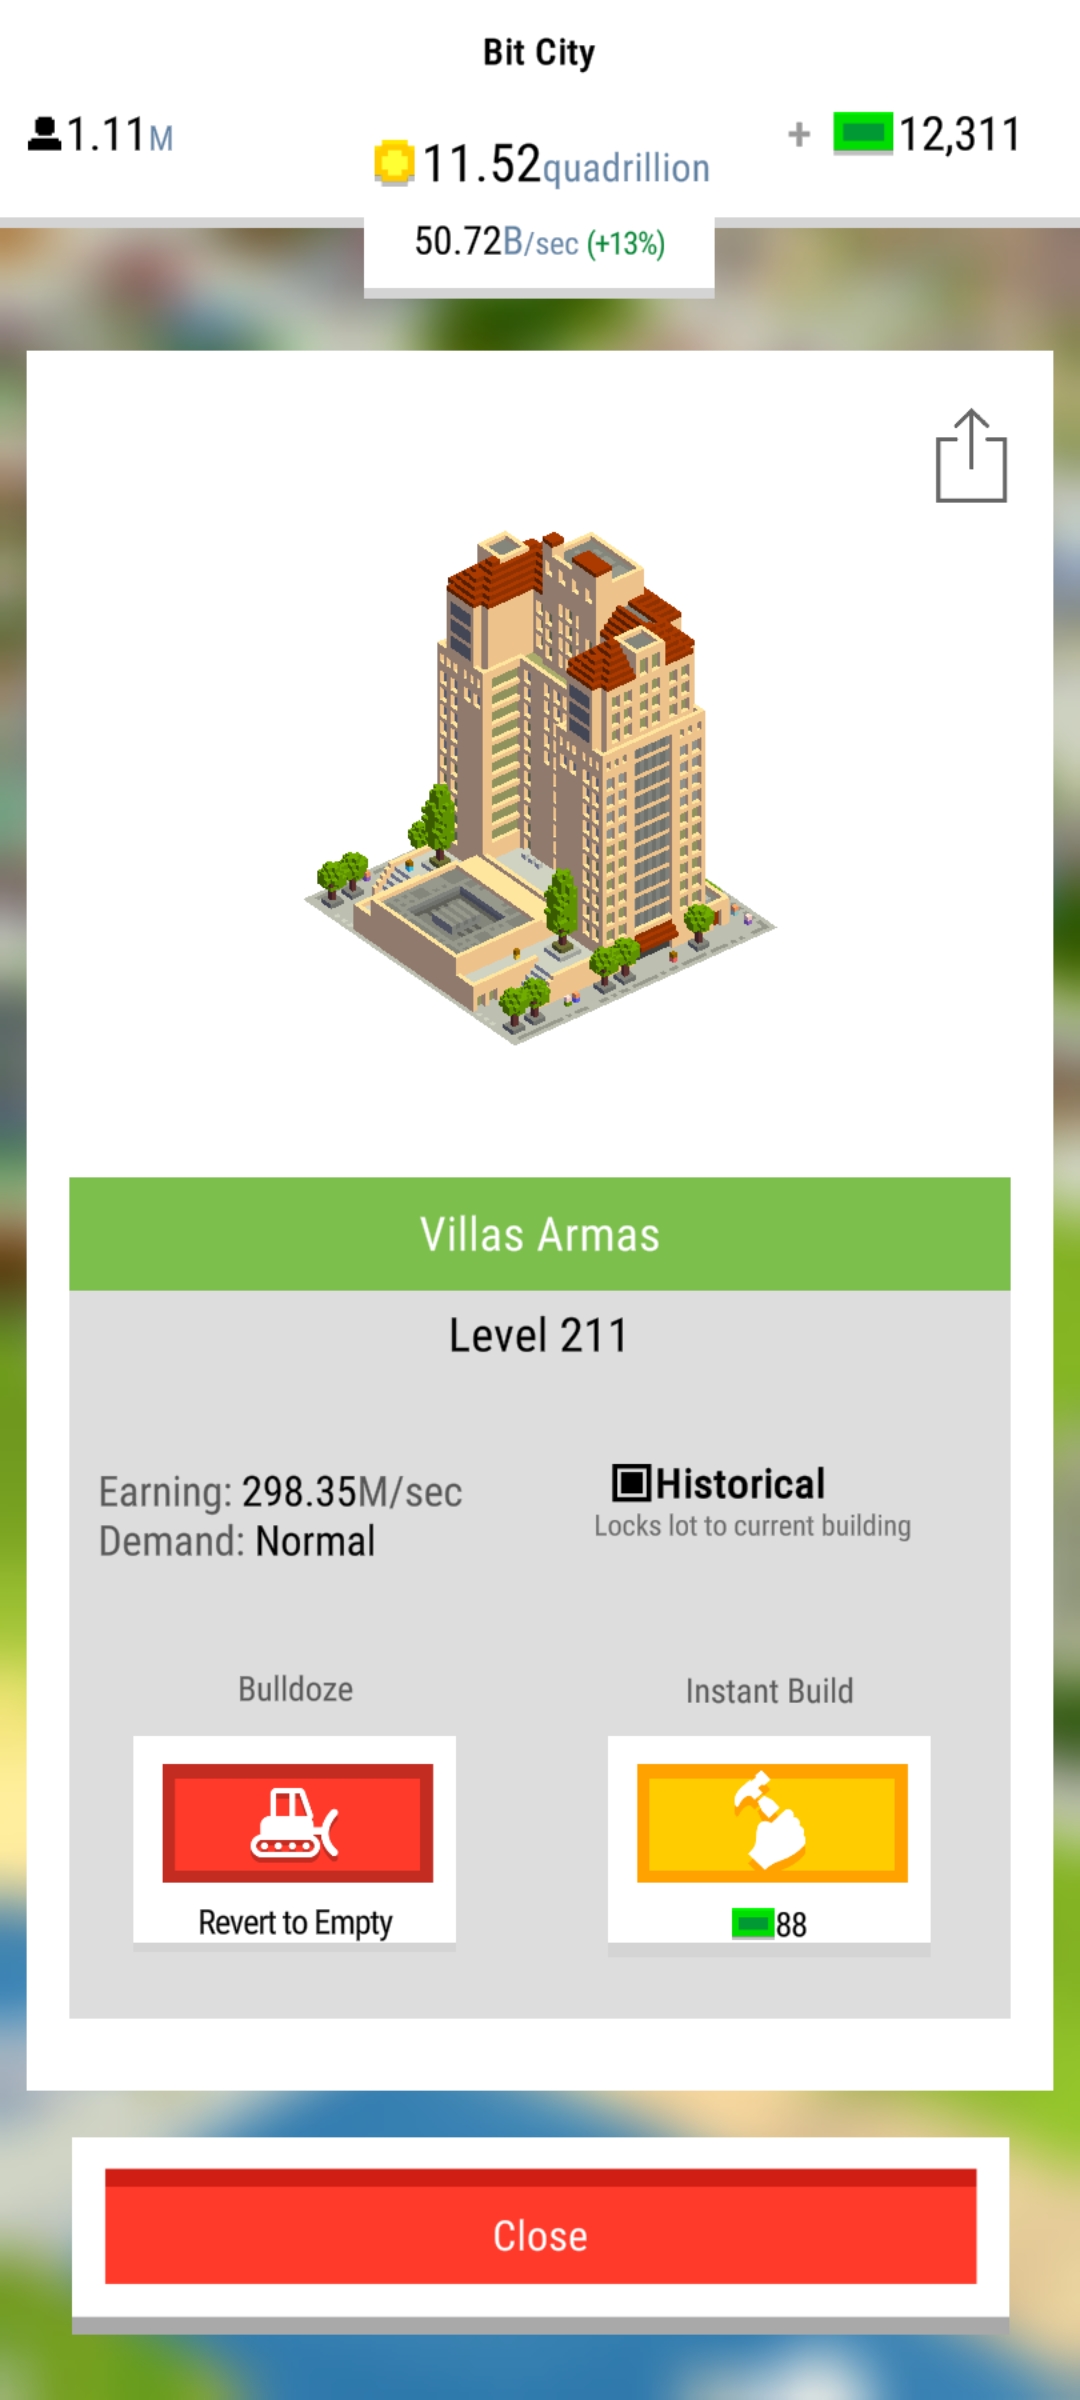 Bit City
1.11M
11.52quadrillion
+ 12,311
50.72B/sec (+13%)
Villas Armas
Level 211
Earning: 298.35M/sec
Demand: Normal
Historical
Locks lot to current building
Bulldoze
Revert to Empty
Instant Build
88
Close